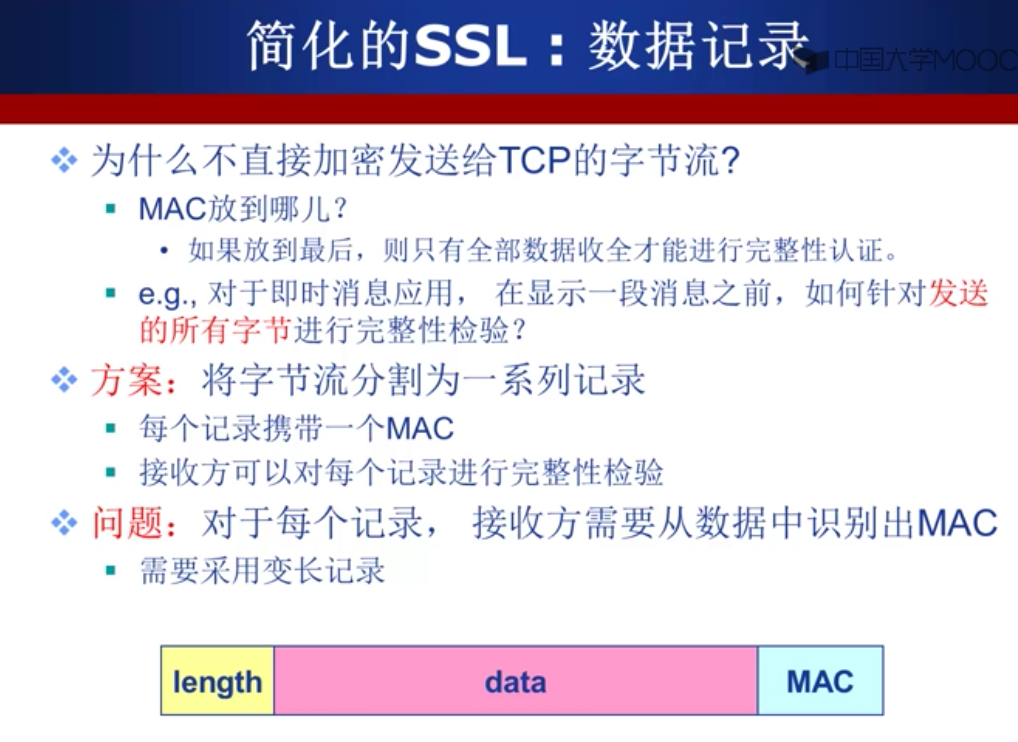 简化的SSL：数据记录
中国大学MOOC
为什么不直接加密发送给TCP的字节流?
MAC放到哪儿?
如果放到最后，则只有全部数据收全才能进行完整性认证。
e.g., 对于即时消息应用， 在显示一段消息之前，如何针对发送
的所有字节进行完整性检验?
方案：将字节流分割为一系列记录
每个记录携带一个MAC
接收方可以对每个记录进行完整性检验
问题：对于每个记录， 接收方需要从数据中识别出MAC
需要采用变长记录
length data MAC